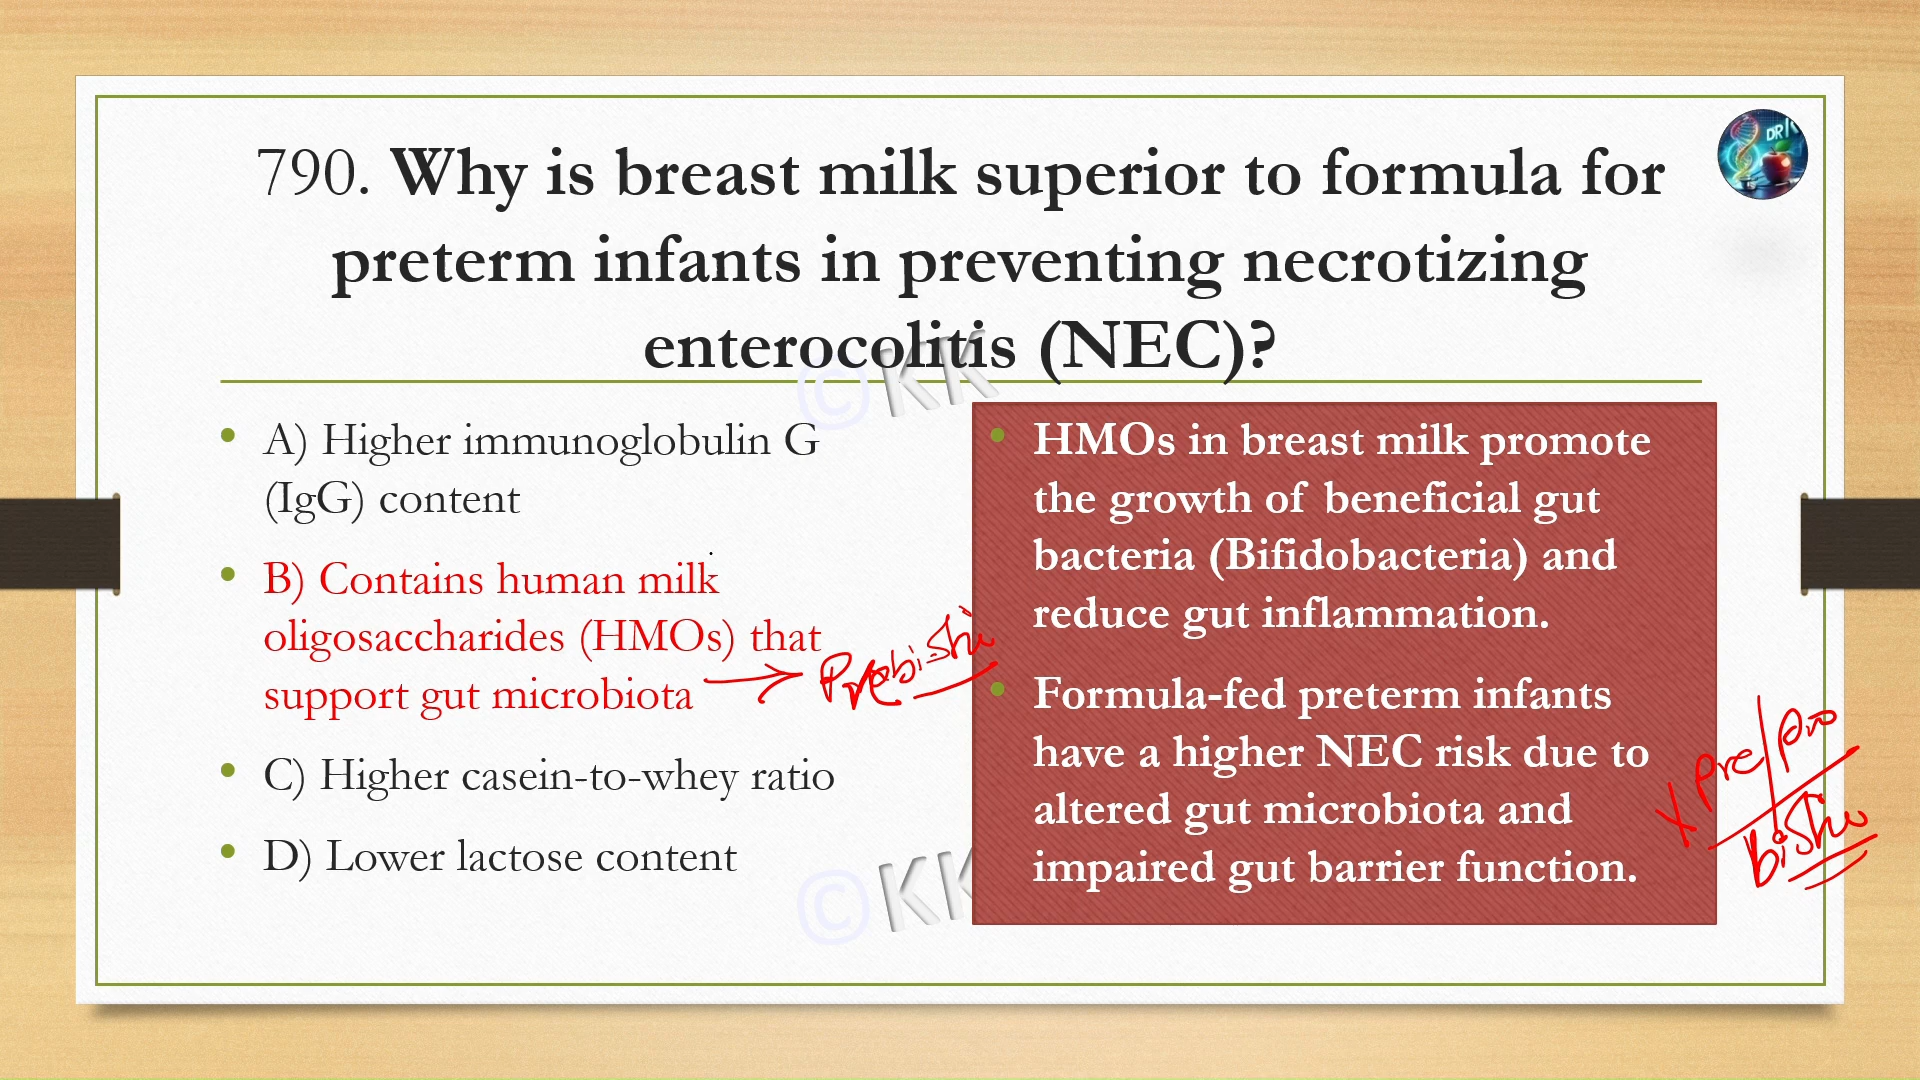 DR
790. Why is breast milk superior to formula for
preterm infants in preventing necrotizing
enterocolitis (NEC)?
©KK
• A) Higher immunoglobulin G
(IgG) content
• B) Contains human milk
oligosaccharides (HMOs) that
support gut microbiota
• C) Higher casein-to-whey ratio
• D) Lower lactose content
• HMOs in breast milk promote
the growth of beneficial gut
bacteria (Bifidobacteria) and
reduce gut inflammation.
• Formula-fed preterm infants
have a higher NEC risk due to
altered gut microbiota and
impaired gut barrier function.
Pre/Pro
©KK